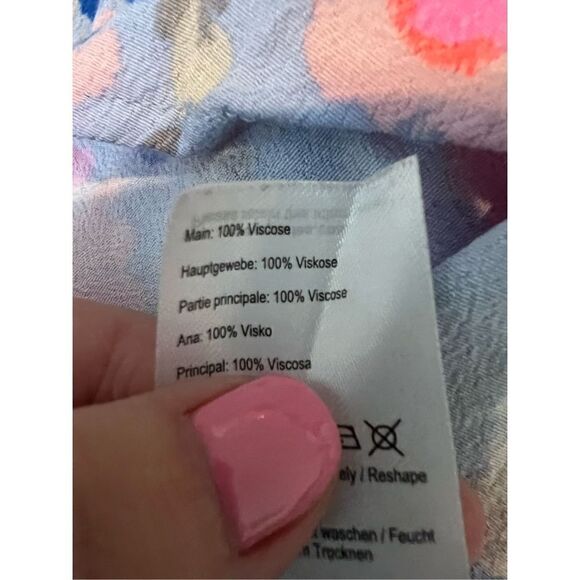 Main: 100% Viscose
Hauptgewebe: 100% Viskose
Partie principale: 100% Viscose
Ana: 100% Visko
Principal: 100% Viscosa
ely / Reshape
waschen / Feucht
Trocknen